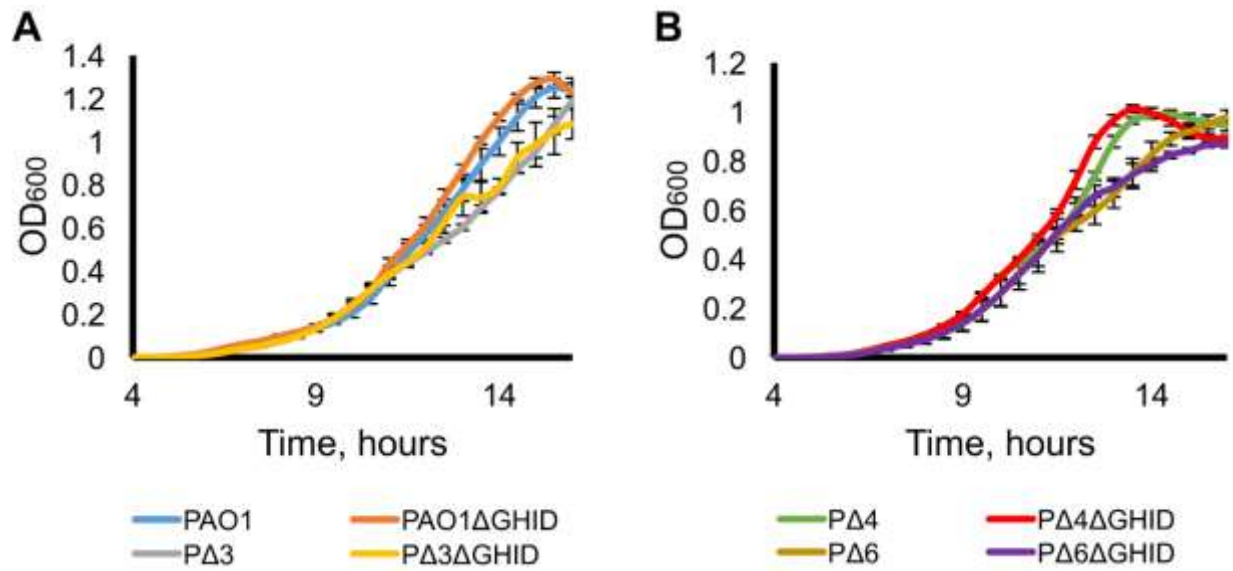 A
1.4
1.2
1
0.8
0.6
0.4
0.2
0
OD600
4 9 14
Time, hours
PAO1 PAO1ΔGHID
PΔ3 PΔ3ΔGHID
B
1.2
1
0.8
0.6
0.4
0.2
0
OD600
4 9 14
Time, hours
PΔ4 PΔ4ΔGHID
PΔ6 PΔ6ΔGHID